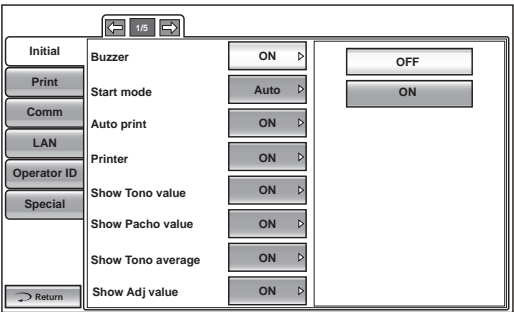 1/5
Initial
Print
Comm
LAN
Operator ID
Special
Return
Buzzer ON
Start mode Auto
Auto print ON
Printer ON
Show Tono value ON
Show Pacho value ON
Show Tono average ON
Show Adj value ON
OFF
ON